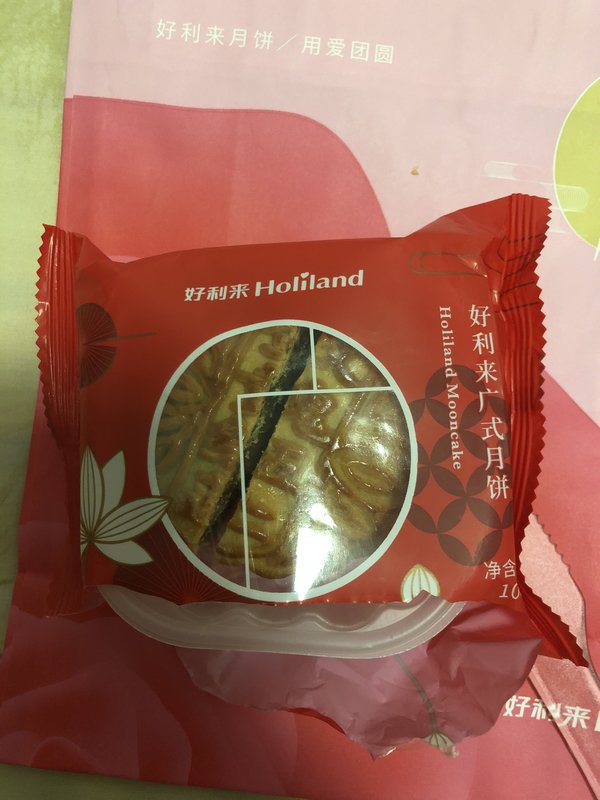 好利来月饼／用爱团圆
好利来 Holiland
好利来广式月饼
Holiland Mooncake
净含
10
好利来